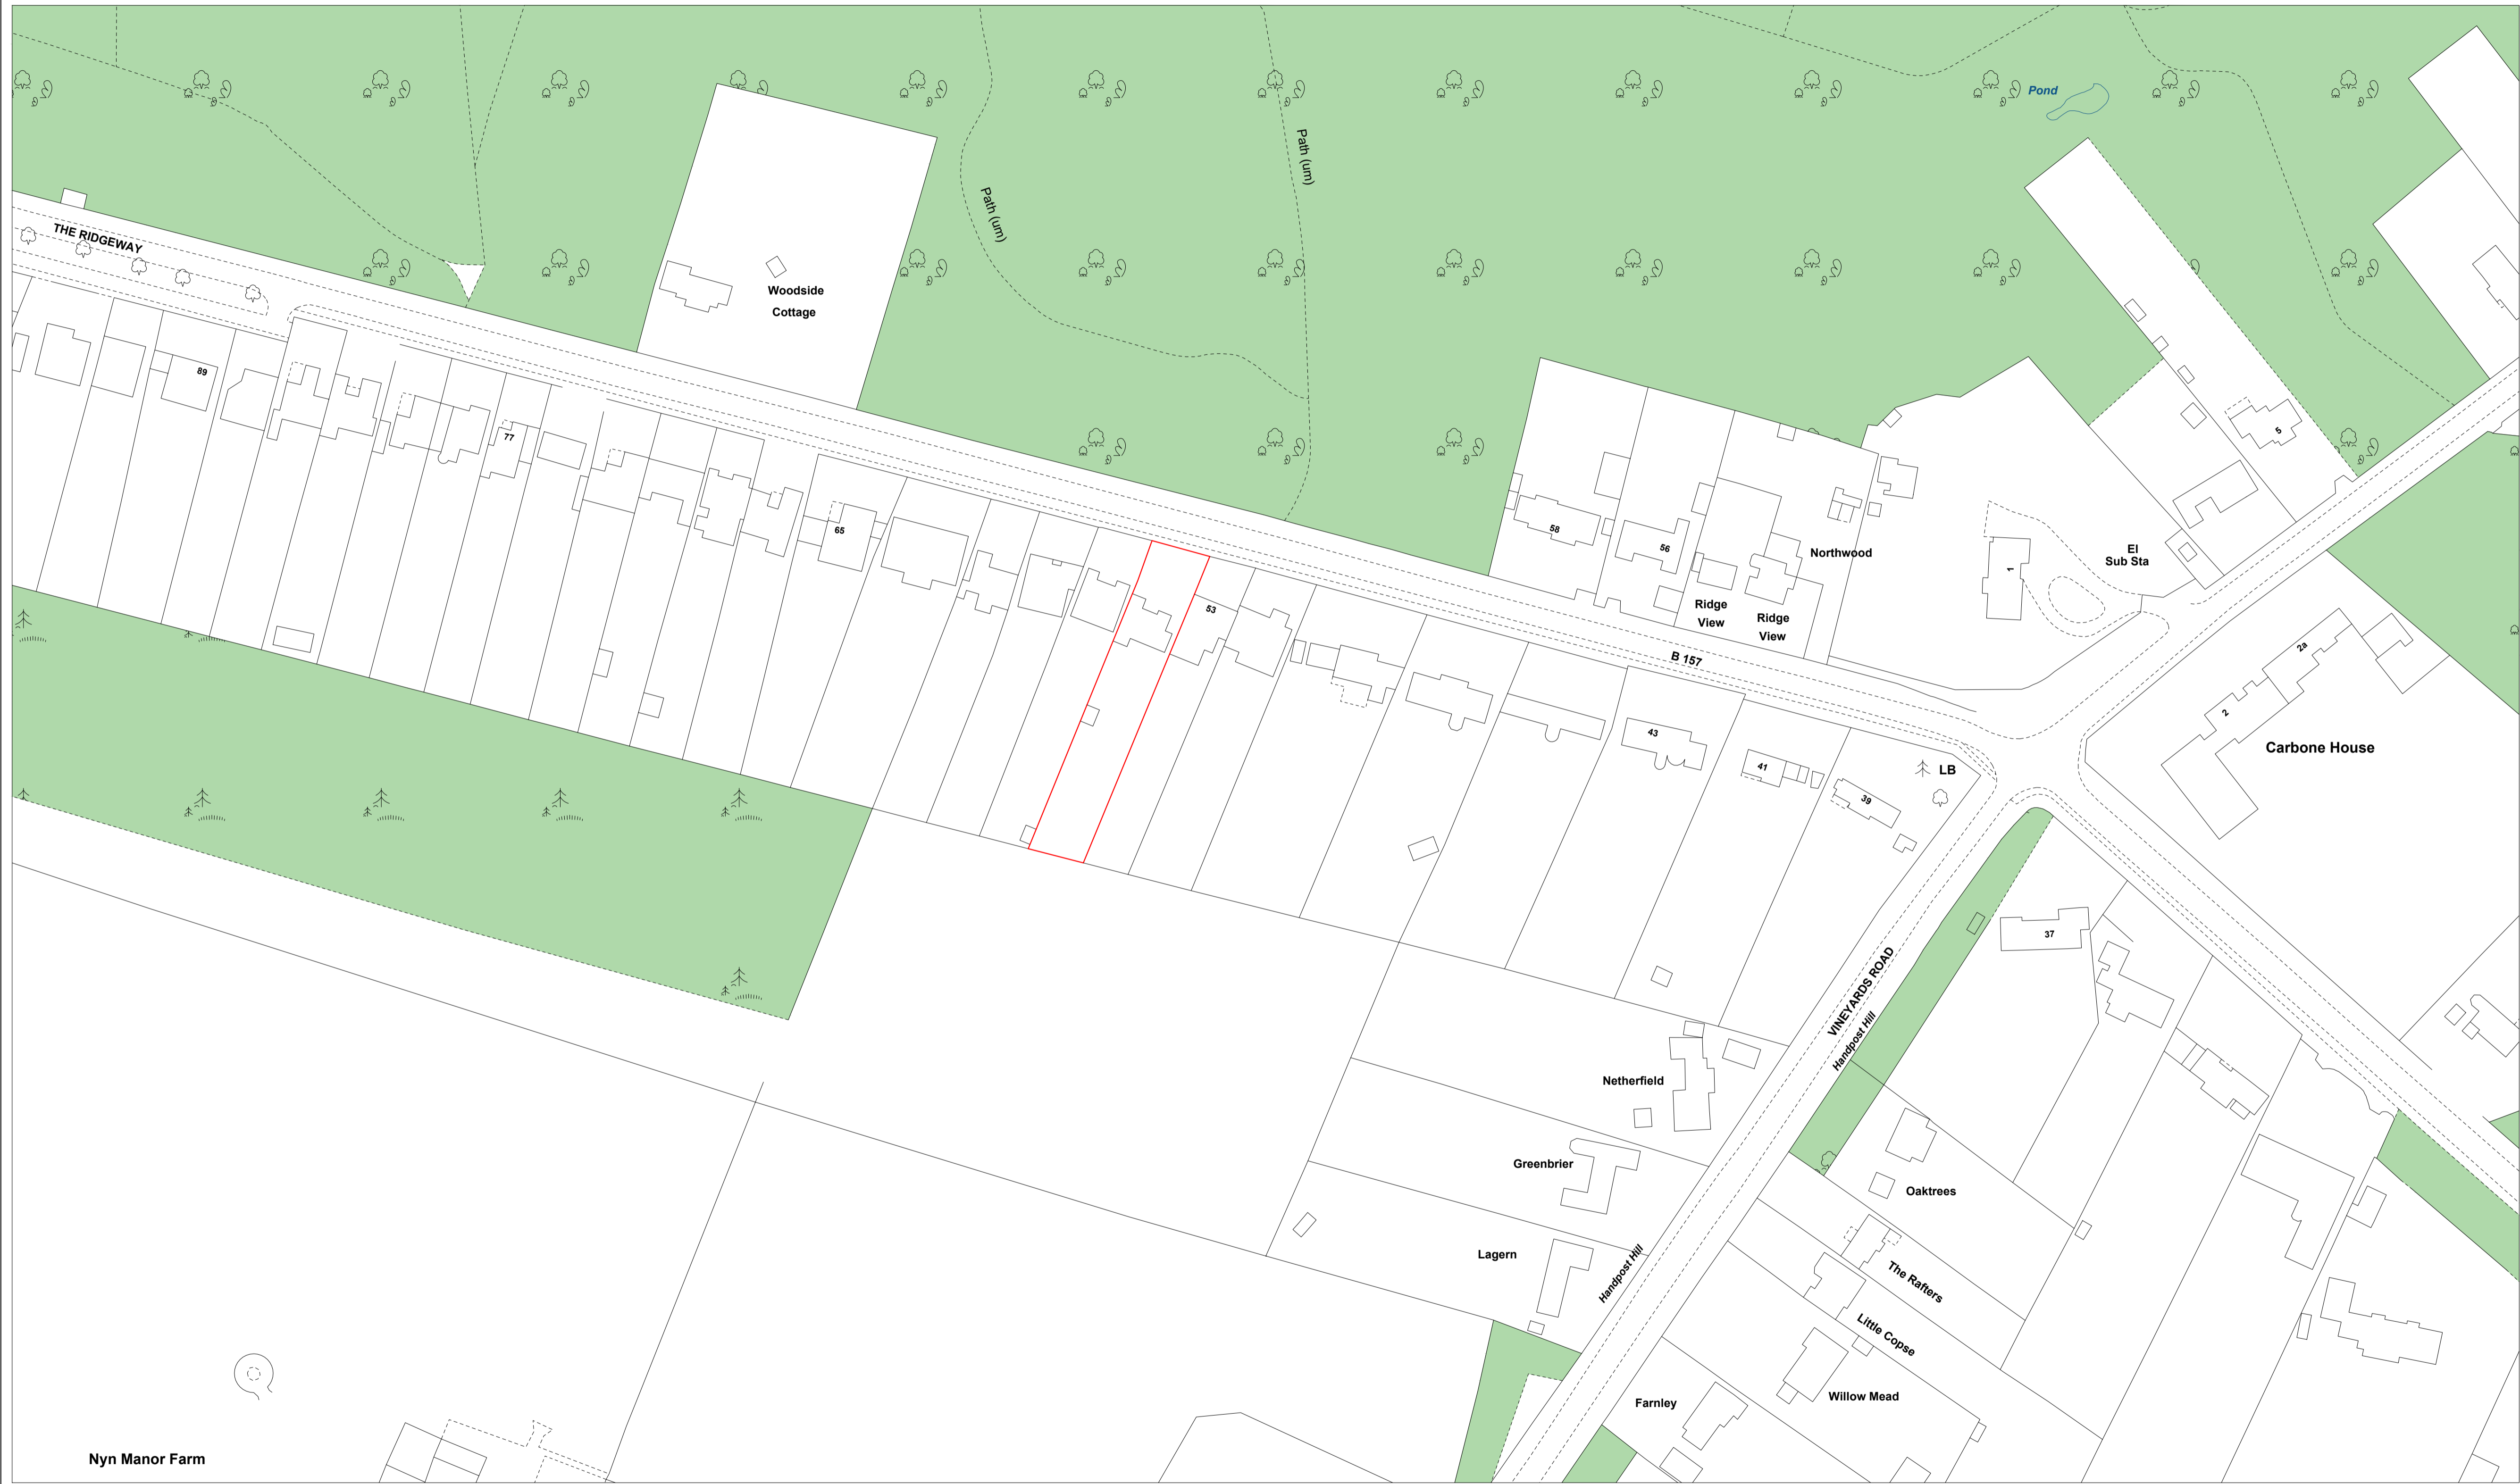 Pond
Path (um)
Path (um)
THE RIDGEWAY
Woodside
Cottage
89
77
65
5
58
56
Northwood
El
Sub Sta
1
Ridge
View
Ridge
View
53
B 157
2a
2
Carbone House
43
41
39
LB
37
VINEYARDS ROAD
Handpost Hill
Netherfield
Greenbrier
Oaktrees
Lagern
Handpost Hill
The Rafters
Little Copse
Willow Mead
Farnley
Nyn Manor Farm